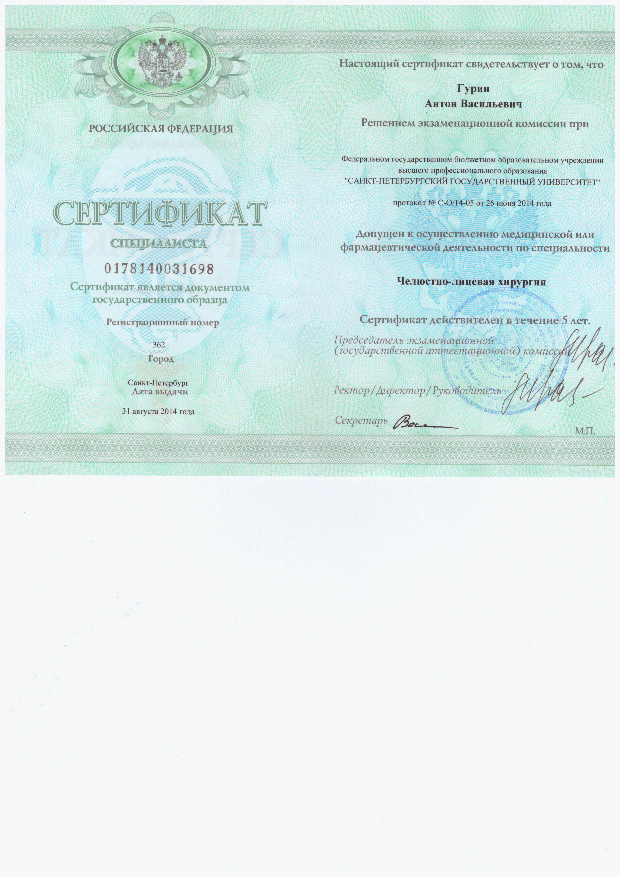 РОССИЙСКАЯ ФЕДЕРАЦИЯ
СЕРТИФИКАТ
СПЕЦИАЛИСТА
0178140031698
Сертификат является документом
государственного образца
Регистрационный номер
362
Город
Санкт-Петербург
Дата выдачи
31 августа 2014 года
Настоящий сертификат свидетельствует о том, что
Гурин
Антон Васильевич
Решением экзаменационной комиссии при
Федеральном государственном бюджетном образовательном учреждении
высшего профессионального образования
"САНКТ-ПЕТЕРБУРГСКИЙ ГОСУДАРСТВЕННЫЙ УНИВЕРСИТЕТ"
протокол № С-О/14-05 от 26 июня 2014 года
Допущен к осуществлению медицинской или
фармацевтической деятельности по специальности
Челюстно-лицевая хирургия
Сертификат действителен в течение 5 лет.
Председатель экзаменационной
(государственной аттестационной) комиссии
Ректор/Директор/Руководитель
Секретарь
М.П.